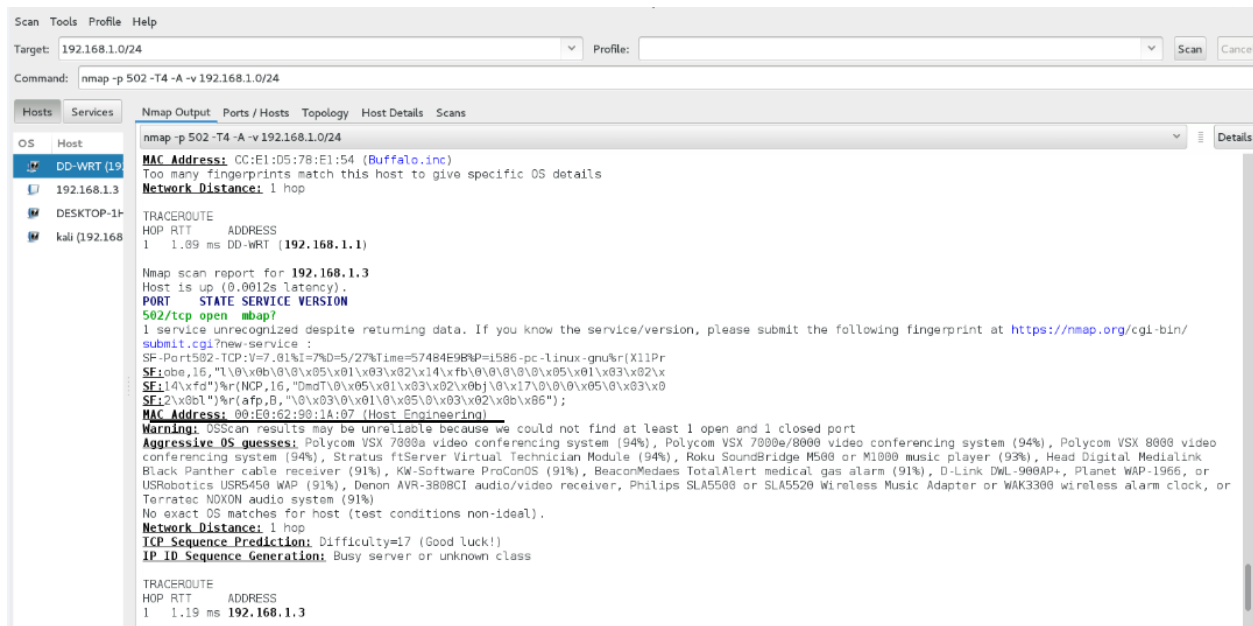 Scan Tools Profile Help
Target: 192.168.1.0/24 Profile: Scan Cance
Command: nmap -p 502 -T4 -A -v 192.168.1.0/24
Hosts Services Nmap Output Ports / Hosts Topology Host Details Scans
OS Host nmap -p 502 -T4 -A -v 192.168.1.0/24 Details
DD-WRT (19
192.168.1.3
DESKTOP-1H
kali (192.168
MAC Address: CC:E1:D5:78:E1:54 (Buffalo.inc)
Too many fingerprints match this host to give specific OS details
Network Distance: 1 hop
TRACEROUTE
HOP RTT ADDRESS
1 1.09 ms DD-WRT (192.168.1.1)
Nmap scan report for 192.168.1.3
Host is up (0.0012s latency).
PORT STATE SERVICE VERSION
502/tcp open mbap?
1 service unrecognized despite returning data. If you know the service/version, please submit the following fingerprint at https://nmap.org/cgi-bin/
submit.cgi?new-service :
SF-Port502-TCP:V=7.01%I=7%D=5/27%Time=57484E9B%P=i586-pc-linux-gnu%r(X11Pr
SF:obe,16,"l\0\x0b\0\0\x05\x01\x03\x02\x14\xfb\0\0\0\0\x05\x01\x03\x02\x
SF:14\xfd")%r(NCP,16,"DmdT\0\x05\x01\x03\x02\x0bj\0\x17\0\0\0\x05\0\x03\x0
SF:2\x0bl")%r(afp,B,"\0\x03\0\x01\0\x05\0\x03\x02\x0b\x86");
MAC Address: 00:E0:62:90:1A:07 (Host Engineering)
Warning: OSScan results may be unreliable because we could not find at least 1 open and 1 closed port
Aggressive OS guesses: Polycom VSX 7000a video conferencing system (94%), Polycom VSX 7000e/8000 video conferencing system (94%), Polycom VSX 8000 video
conferencing system (94%), Stratus ftServer Virtual Technician Module (94%), Roku SoundBridge M500 or M1000 music player (93%), Head Digital Medialink
Black Panther cable receiver (91%), KW-Software ProConOS (91%), BeaconMedaes TotalAlert medical gas alarm (91%), D-Link DWL-900AP+, Planet WAP-1966, or
USRobotics USR5450 WAP (91%), Denon AVR-3808CI audio/video receiver, Philips SLA5500 or SLA5520 Wireless Music Adapter or WAK3300 wireless alarm clock, or
Terratec NOXON audio system (91%)
No exact OS matches for host (test conditions non-ideal).
Network Distance: 1 hop
TCP Sequence Prediction: Difficulty=17 (Good luck!)
IP ID Sequence Generation: Busy server or unknown class
TRACEROUTE
HOP RTT ADDRESS
1 1.19 ms 192.168.1.3